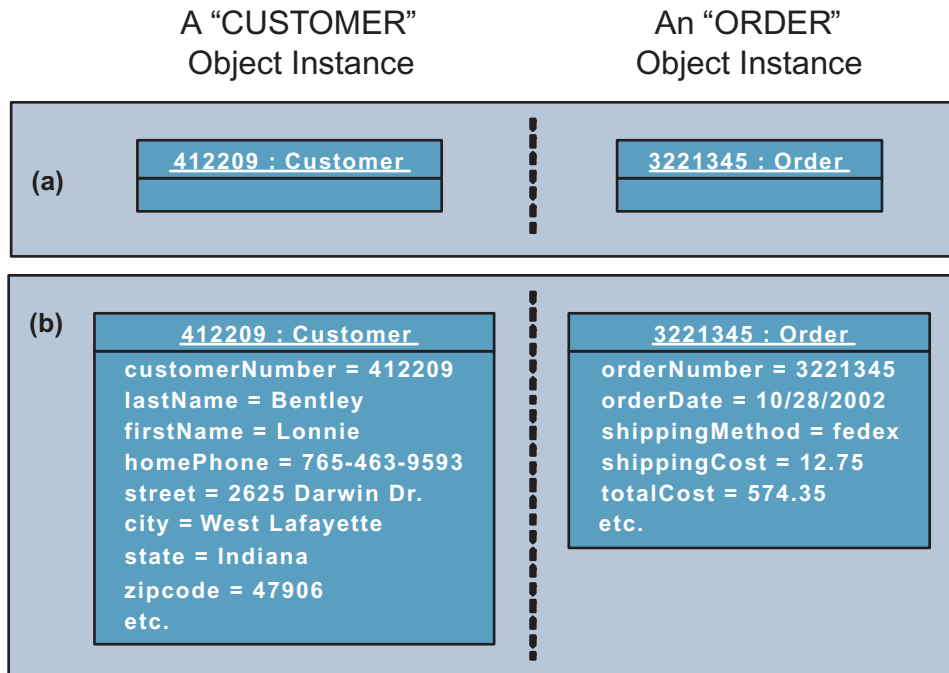 A “CUSTOMER”
Object Instance
An “ORDER”
Object Instance
(a)
412209 : Customer
3221345 : Order
(b)
412209 : Customer
customerNumber = 412209
lastName = Bentley
firstName = Lonnie
homePhone = 765-463-9593
street = 2625 Darwin Dr.
city = West Lafayette
state = Indiana
zipcode = 47906
etc.
3221345 : Order
orderNumber = 3221345
orderDate = 10/28/2002
shippingMethod = fedex
shippingCost = 12.75
totalCost = 574.35
etc.